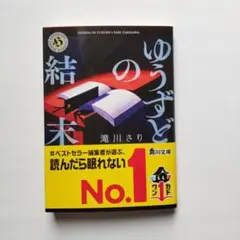 ゆうずど
の
結末
滝川さり
#ベストセラー編集者が選ぶ、
読んだら眠れない
No.1
角川文庫